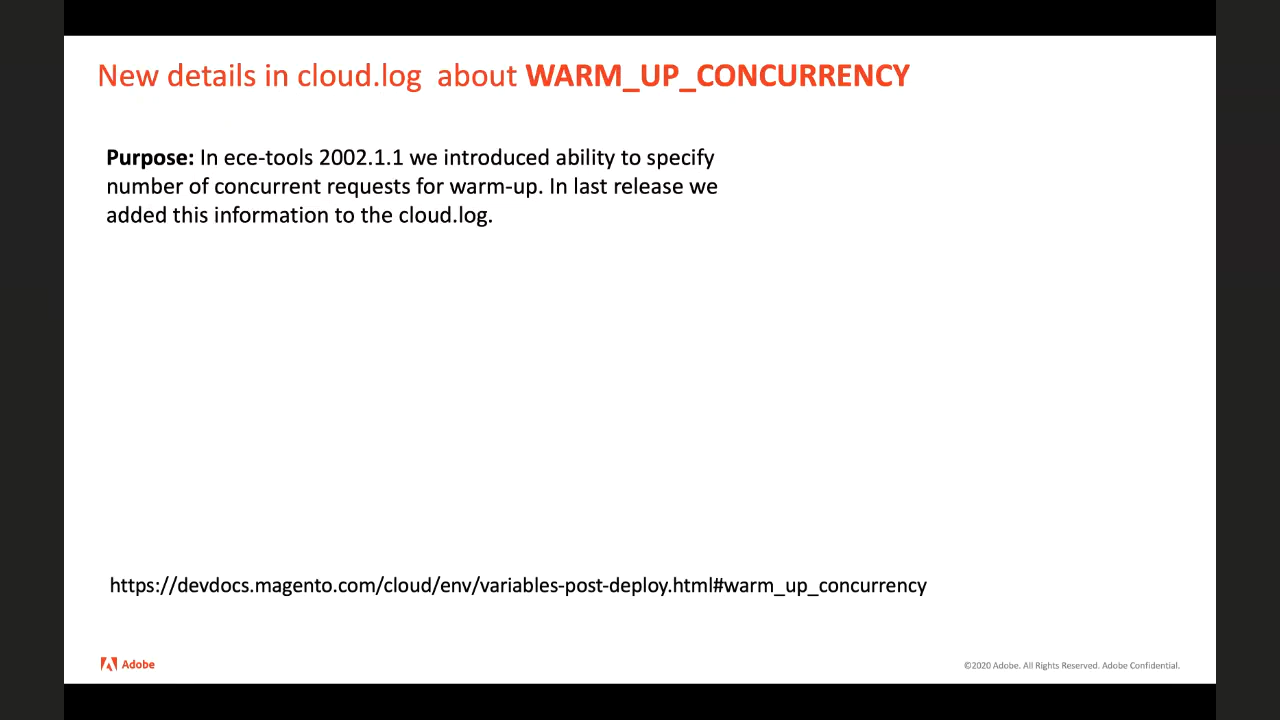 New details in cloud.log about WARM_UP_CONCURRENCY
Purpose: In ece-tools 2002.1.1 we introduced ability to specify
number of concurrent requests for warm-up. In last release we
added this information to the cloud.log.
https://devdocs.magento.com/cloud/env/variables-post-deploy.html#warm_up_concurrency
Adobe
©2020 Adobe. All Rights Reserved. Adobe Confidential.